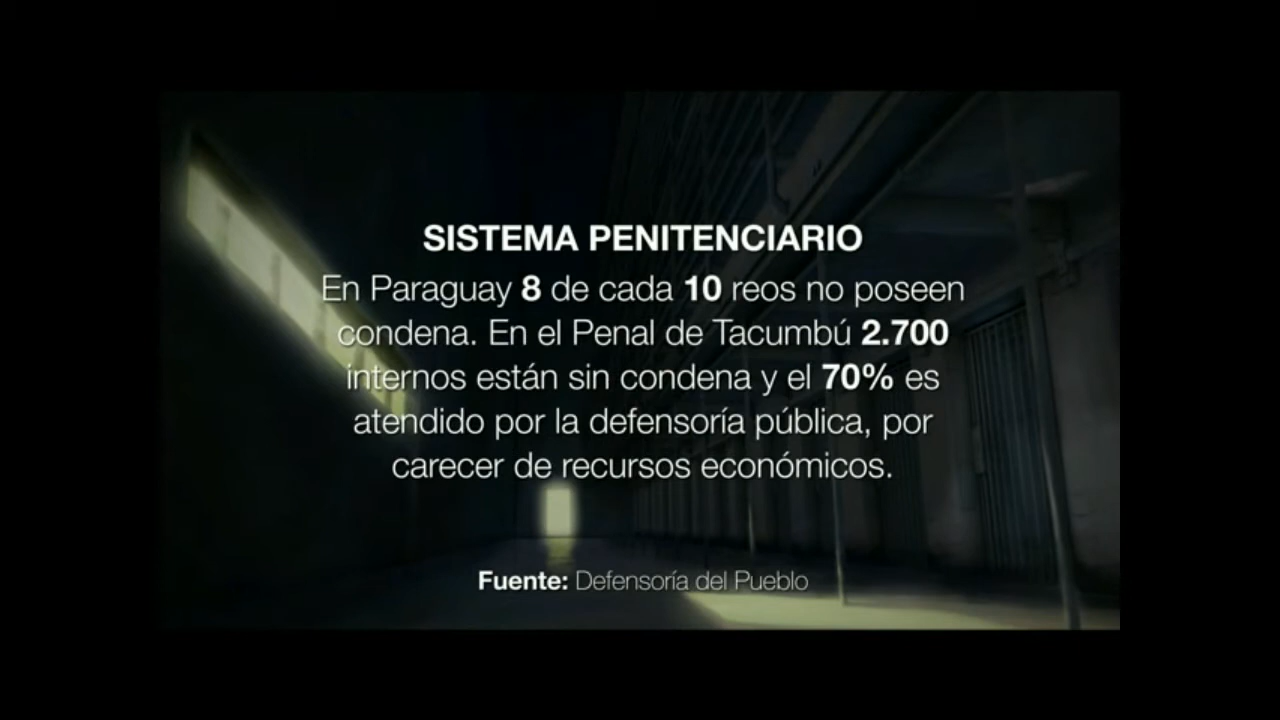 SISTEMA PENITENCIARIO
En Paraguay 8 de cada 10 reos no poseen
condena. En el Penal de Tacumbú 2.700
internos están sin condena y el 70% es
atendido por la defensoría pública, por
carecer de recursos económicos.
Fuente: Defensoría del Pueblo